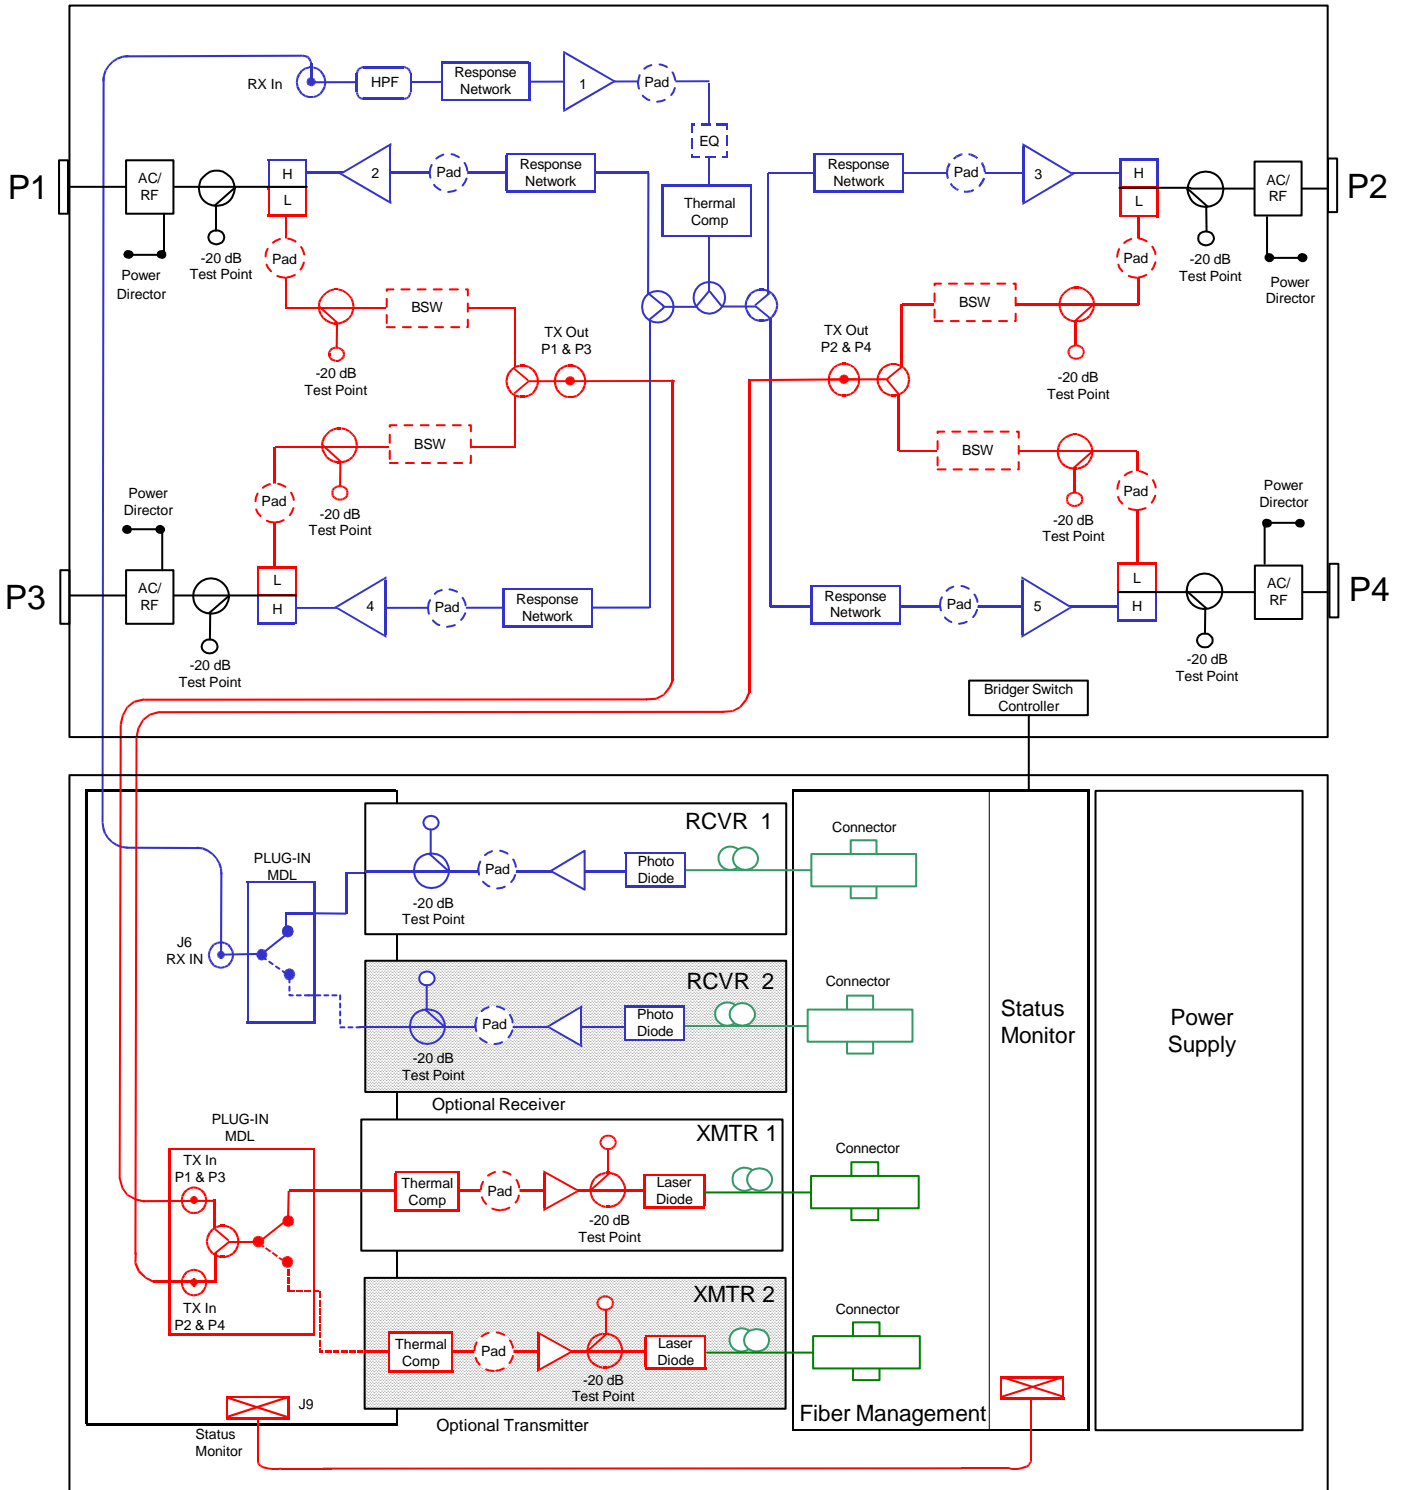 RX In
HPF
Response
Network
1
Pad
EQ
Thermal
Comp
P1
AC/
RF
-20 dB
Test Point
Power
Director
H
L
2
Pad
Response
Network
Response
Network
Pad
3
H
L
-20 dB
Test Point
AC/
RF
Power
Director
P2
Pad
-20 dB
Test Point
BSW
TX Out
P1 & P3
TX Out
P2 & P4
BSW
-20 dB
Test Point
Pad
BSW
-20 dB
Test Point
Pad
BSW
-20 dB
Test Point
Pad
Power
Director
Power
Director
P3
AC/
RF
-20 dB
Test Point
L
H
4
Pad
Response
Network
Response
Network
Pad
5
L
H
-20 dB
Test Point
AC/
RF
P4
Bridger Switch
Controller
RCVR 1
PLUG-IN
MDL
-20 dB
Test Point
Pad
Photo
Diode
Connector
J6
RX IN
RCVR 2
-20 dB
Test Point
Pad
Photo
Diode
Connector
Optional Receiver
Status
Monitor
Power
Supply
PLUG-IN
MDL
TX In
P1 & P3
TX In
P2 & P4
XMTR 1
Thermal
Comp
Pad
-20 dB
Test Point
Laser
Diode
Connector
XMTR 2
Thermal
Comp
Pad
-20 dB
Test Point
Laser
Diode
Connector
Optional Transmitter
Fiber Management
J9
Status
Monitor